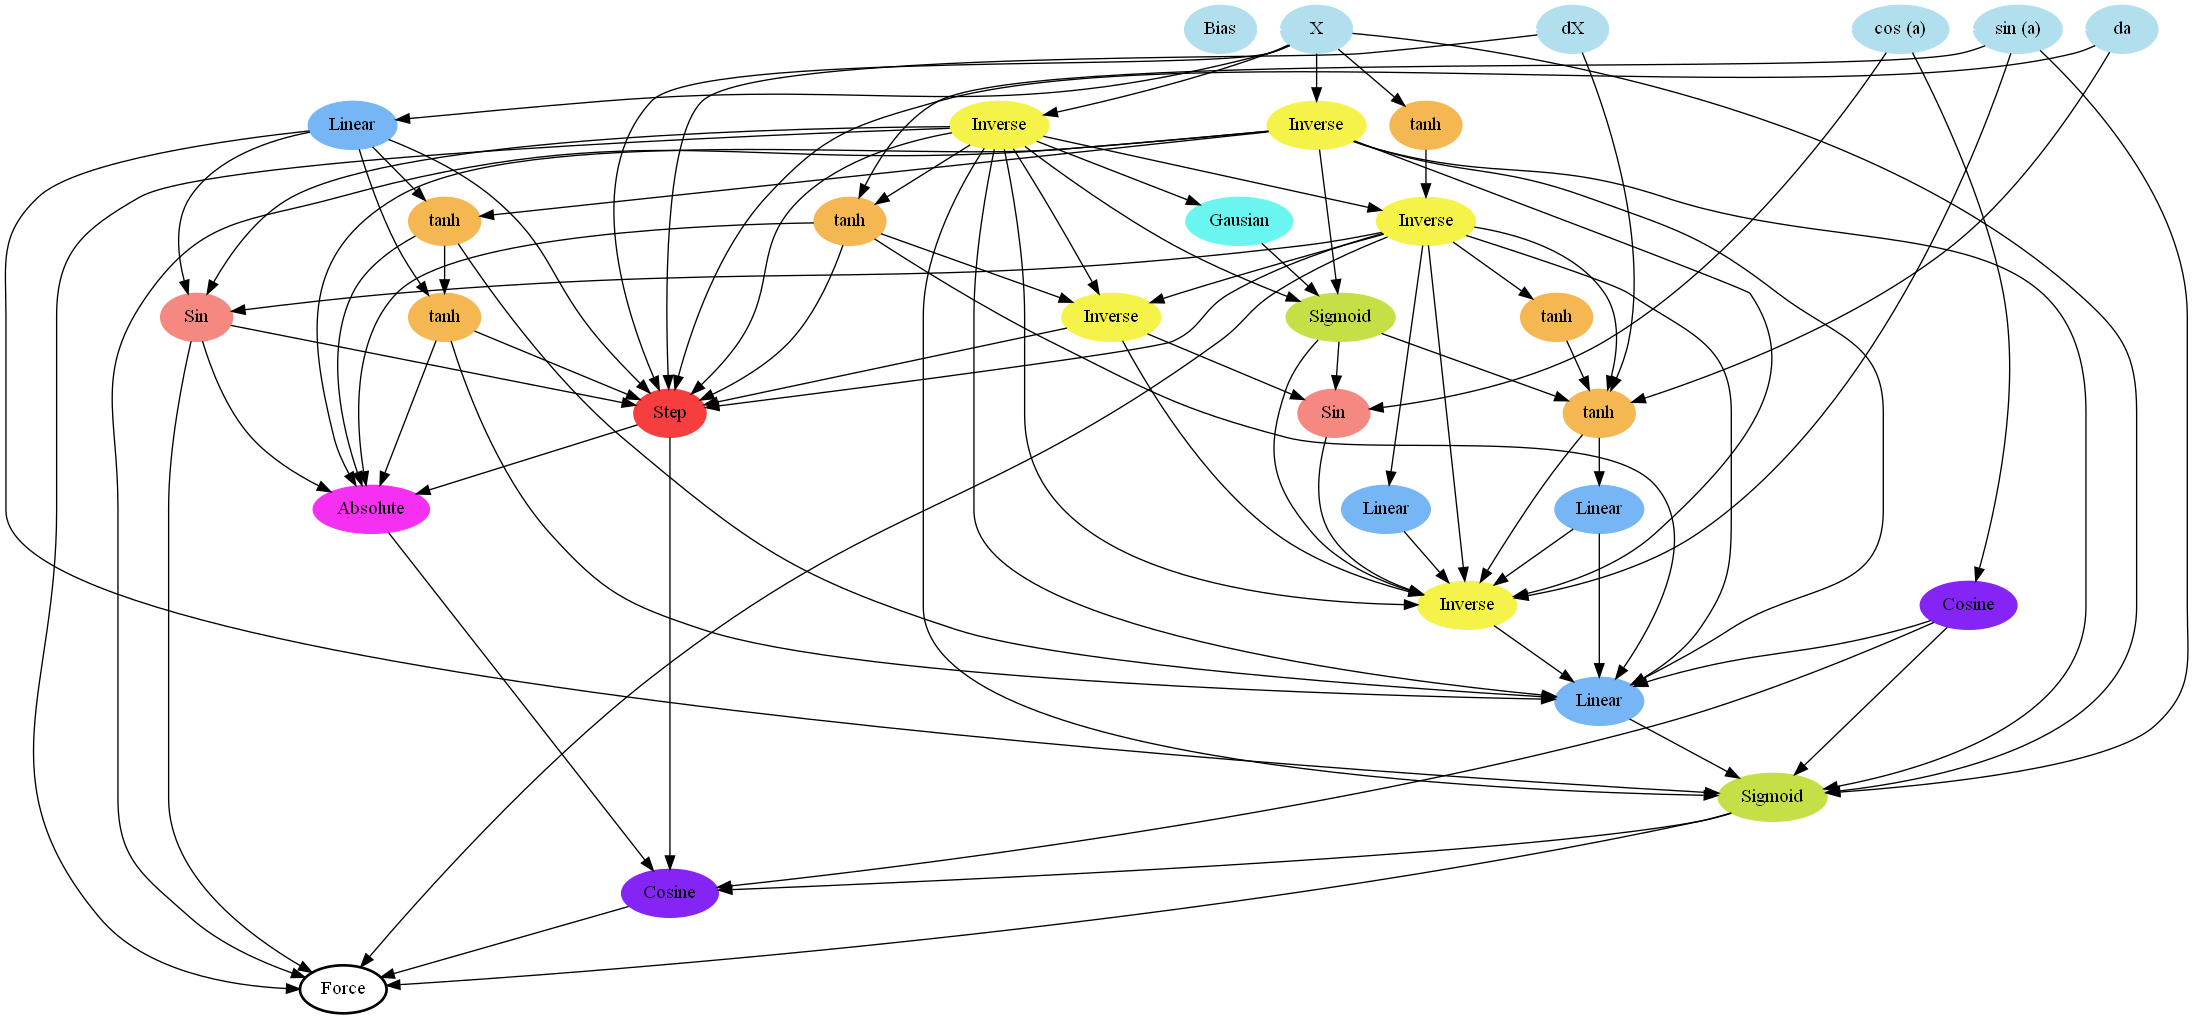 Bias
X
dX
cos (a)
sin (a)
da
Linear
Inverse
Inverse
tanh
tanh
tanh
Gausian
Inverse
Sin
tanh
Inverse
Sigmoid
tanh
Step
Sin
tanh
Absolute
Linear
Linear
Inverse
Cosine
Linear
Sigmoid
Cosine
Force